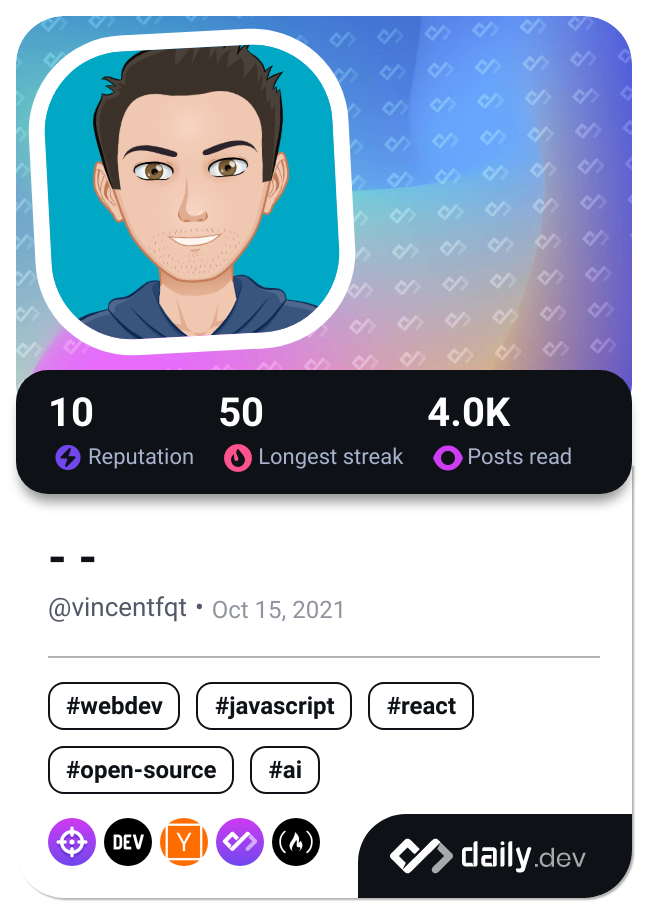 10 50 4.0K
Reputation Longest streak Posts read
- -
@vincentfqt • Oct 15, 2021
#webdev #javascript #react
#open-source #ai
DEV Y
daily.dev